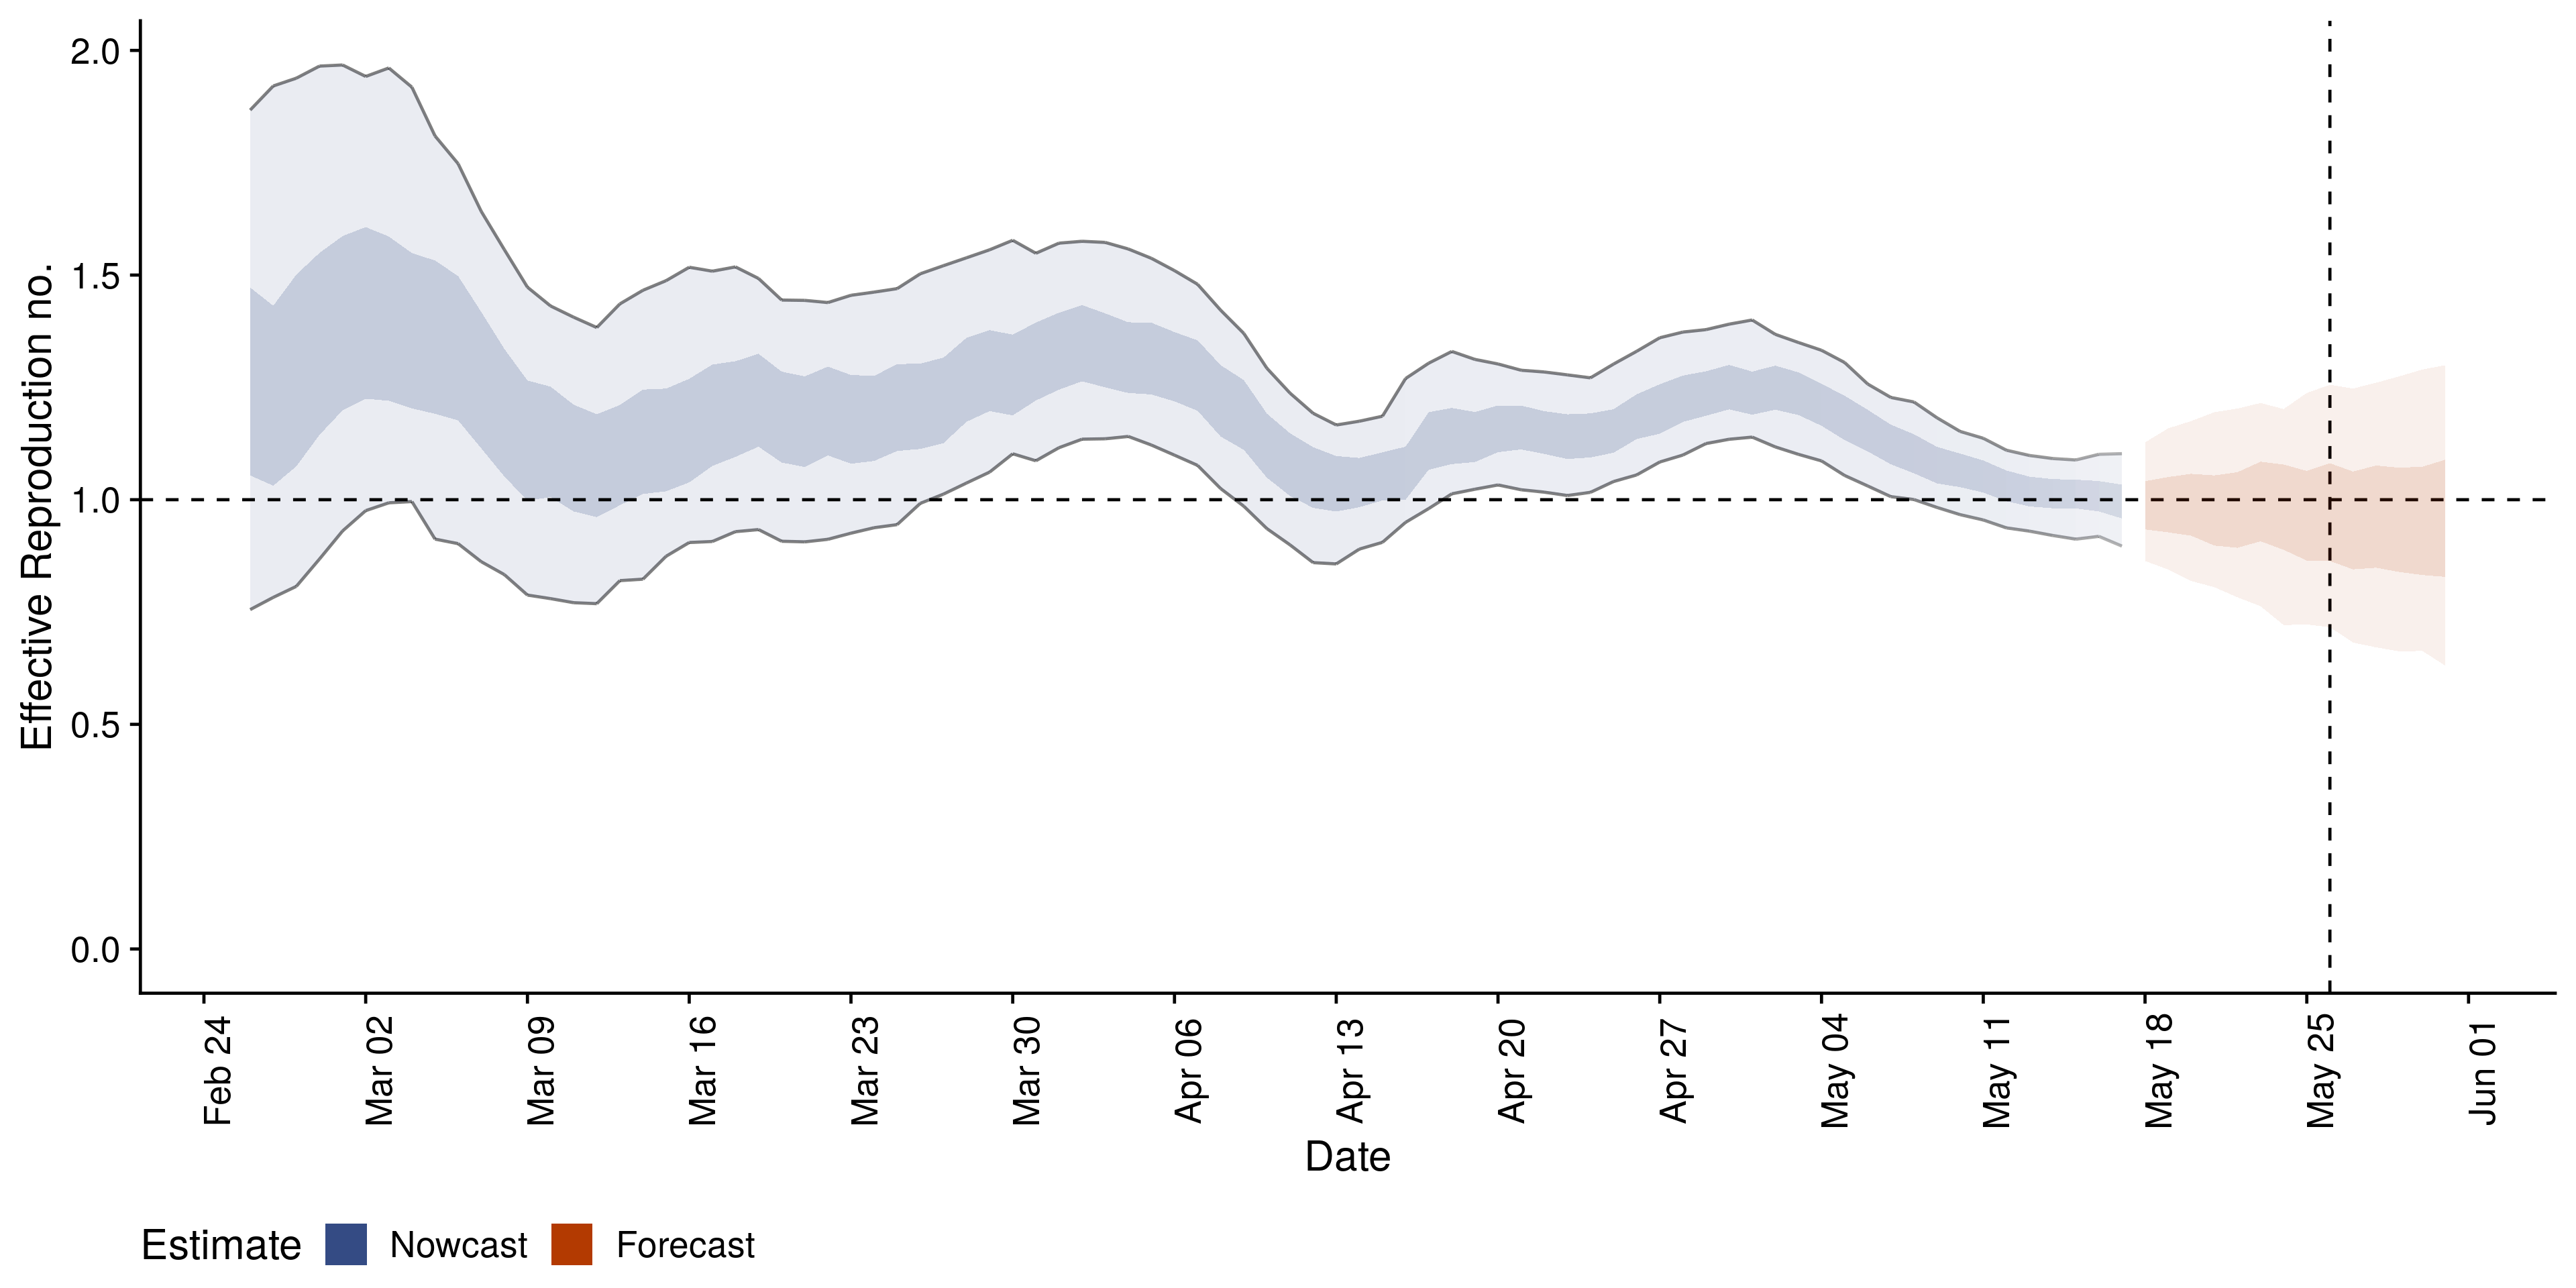 Effective Reproduction no.
2.0
1.5
1.0
0.5
0.0
Feb 24
Mar 02
Mar 09
Mar 16
Mar 23
Mar 30
Apr 06
Apr 13
Apr 20
Apr 27
May 04
May 11
May 18
May 25
Jun 01
Date
Estimate Nowcast Forecast